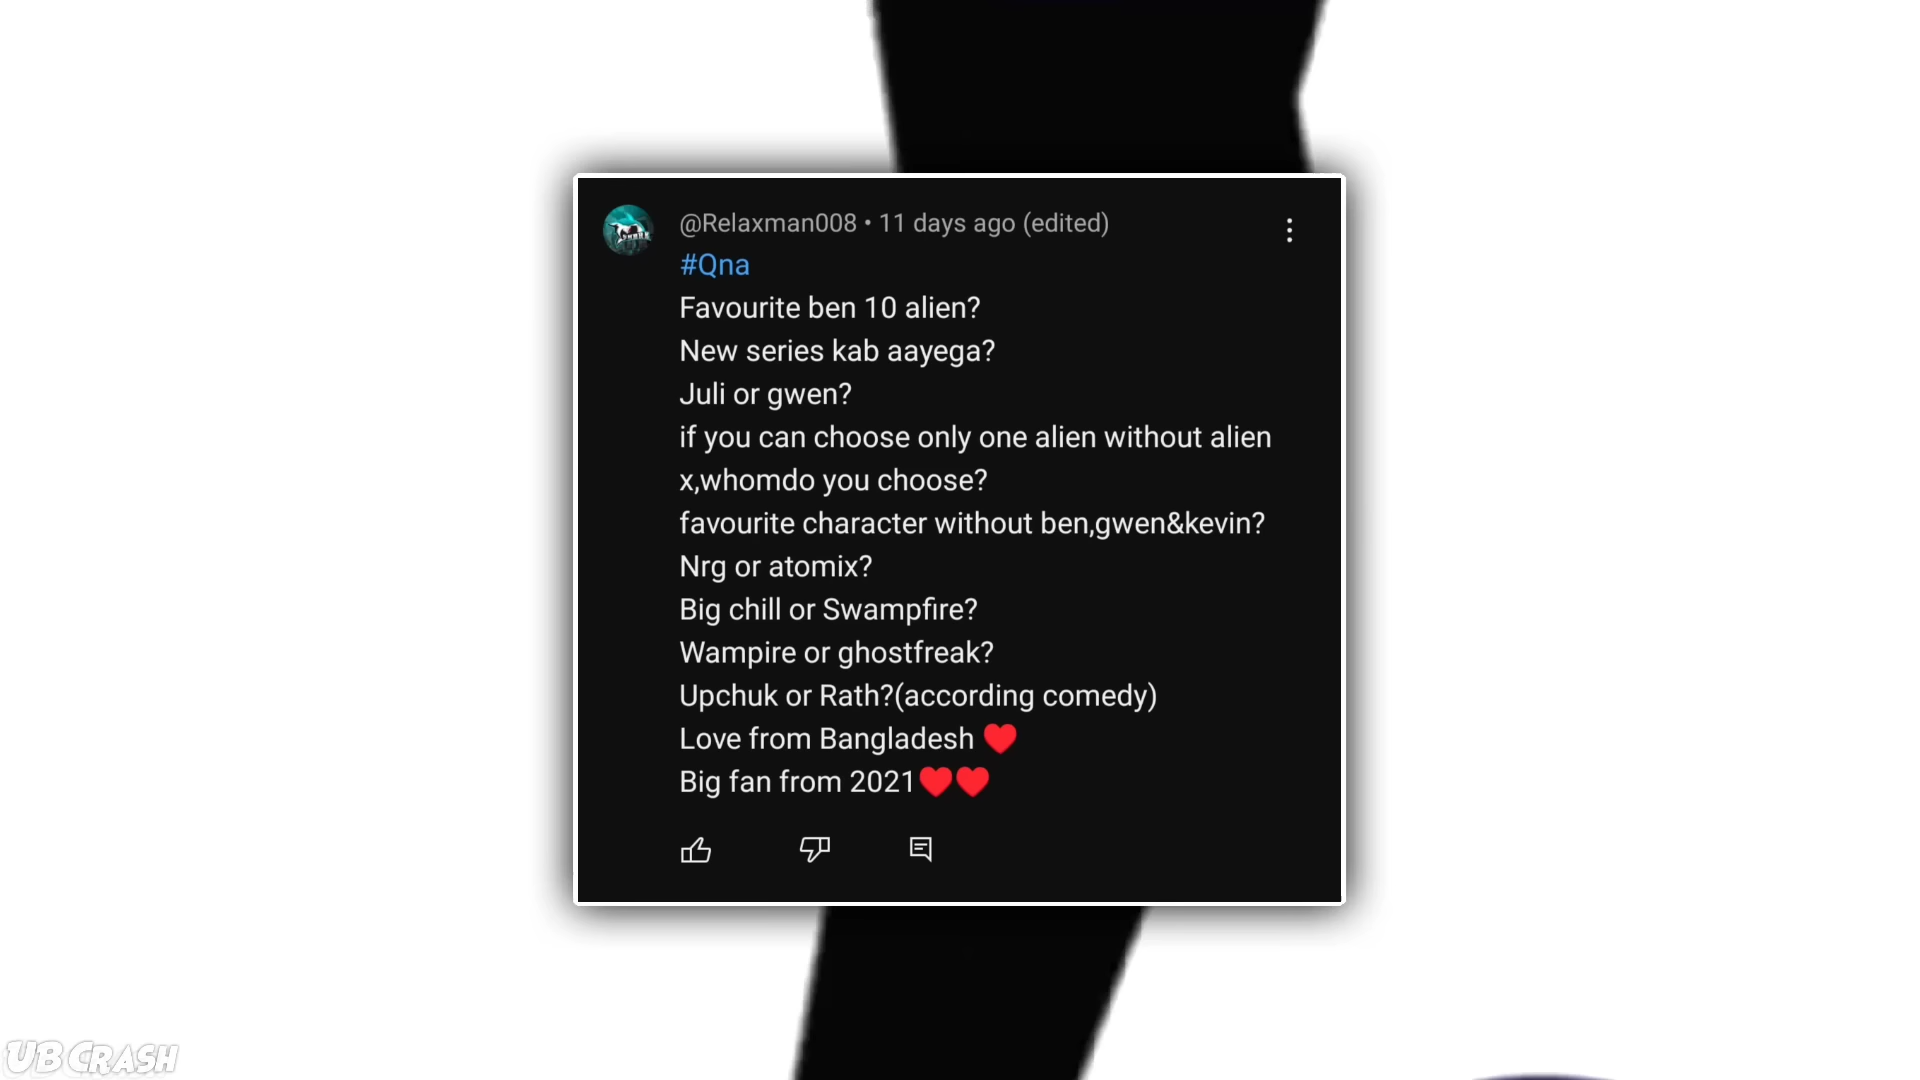 @Relaxman008 • 11 days ago (edited)
#Qna
Favourite ben 10 alien?
New series kab aayega?
Juli or gwen?
if you can choose only one alien without alien
x,whomdo you choose?
favourite character without ben,gwen&kevin?
Nrg or atomix?
Big chill or Swampfire?
Wampire or ghostfreak?
Upchuk or Rath?(according comedy)
Love from Bangladesh ❤️
Big fan from 2021❤️❤️
UB CRASH